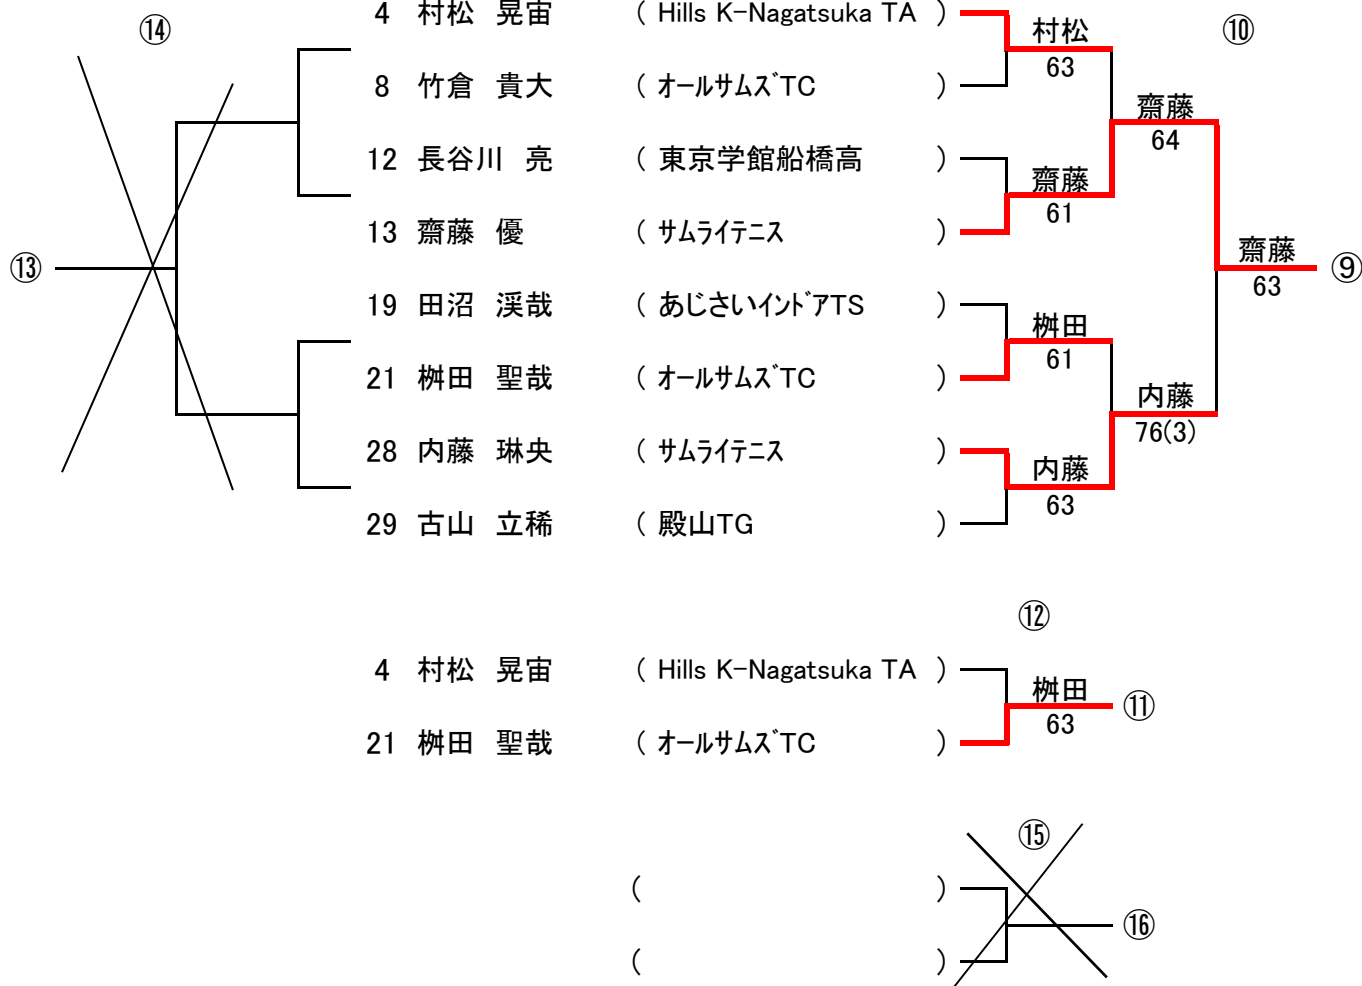 ⑭ ⑩
4 村松 晃宙 ( Hills K-Nagatsuka TA )
村松
63
8 竹倉 貴大 ( オールサムズTC )
齋藤
64
12 長谷川 亮 ( 東京学館船橋高 )
齋藤
61
13 齋藤 優 ( サムライテニス )
⑬ 齋藤 ⑨
63
19 田沼 渓哉 ( あじさいインドアTS )
桝田
61
21 桝田 聖哉 ( オールサムズTC )
内藤
76(3)
28 内藤 琳央 ( サムライテニス )
内藤
63
29 古山 立稀 ( 殿山TG )
⑫
4 村松 晃宙 ( Hills K-Nagatsuka TA )
桝田 ⑪
63
21 桝田 聖哉 ( オールサムズTC )
⑮
( )
⑯
( )